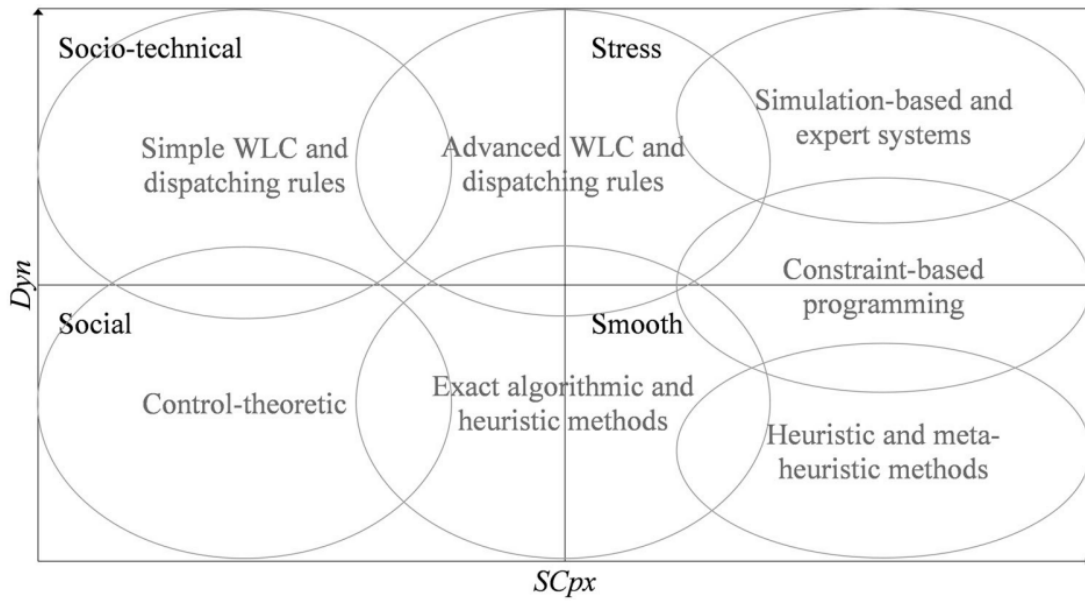 Socio-technical
Stress
Simulation-based and
expert systems
Simple WLC and
dispatching rules
Advanced WLC and
dispatching rules
Constraint-based
programming
Dyn
Social
Smooth
Control-theoretic
Exact algorithmic and
heuristic methods
Heuristic and meta-
heuristic methods
SCpx